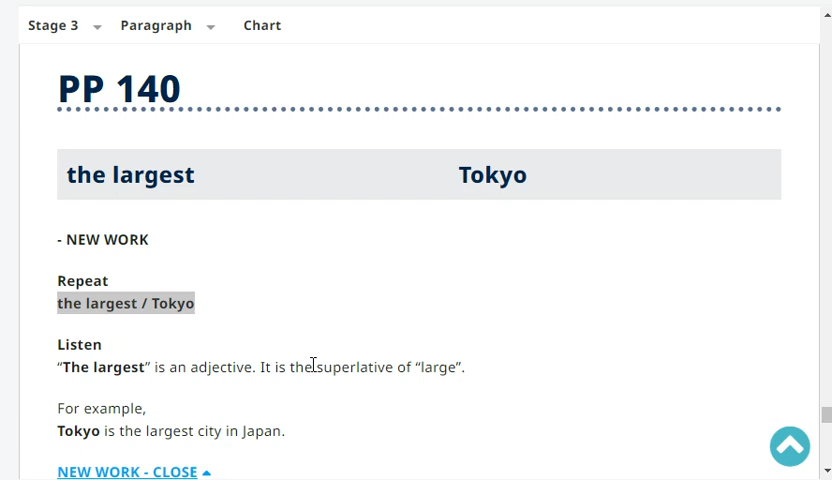 Stage 3 Paragraph Chart
PP 140
the largest Tokyo
- NEW WORK
Repeat
the largest / Tokyo
Listen
“The largest” is an adjective. It is the superlative of “large”.
For example,
Tokyo is the largest city in Japan.
NEW WORK - CLOSE